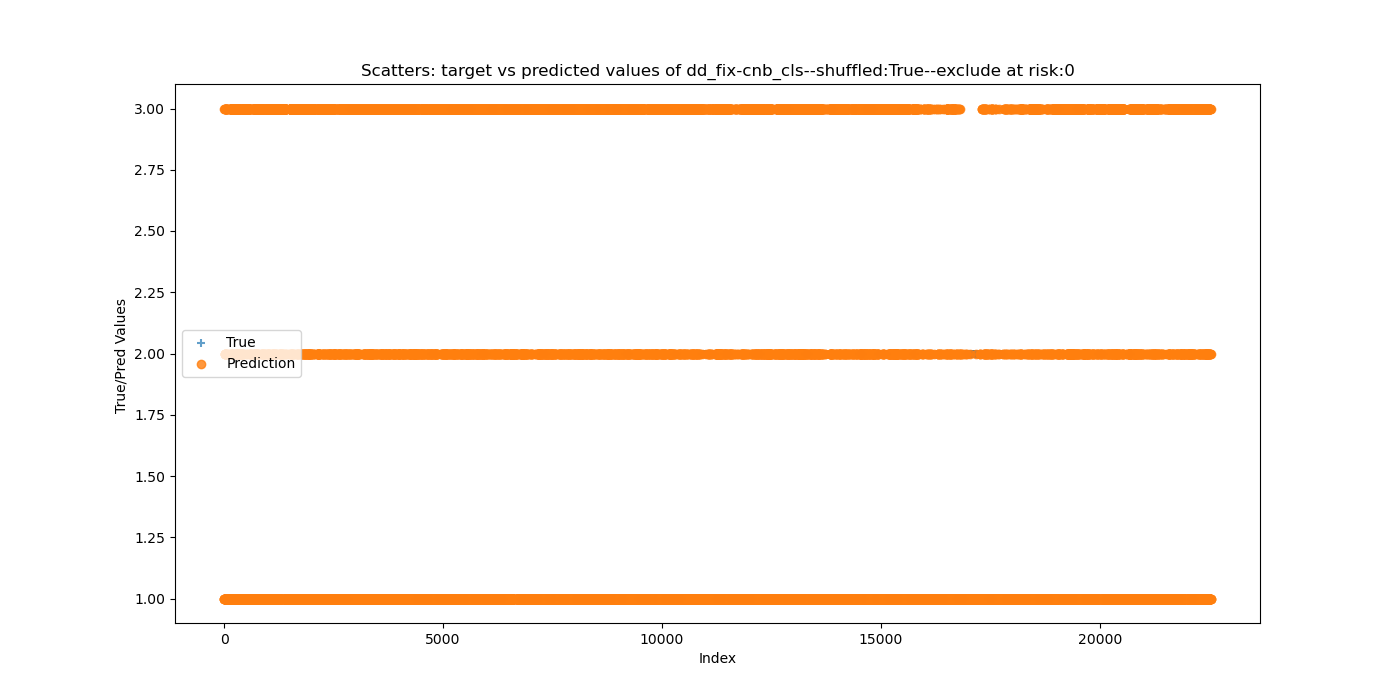 Scatters: target vs predicted values of dd_fix-cnb_cls--shuffled:True--exclude at risk:0
3.00
2.75
2.50
2.25
2.00
1.75
1.50
1.25
1.00
True/Pred Values
True
Prediction
0
5000
10000
15000
20000
Index